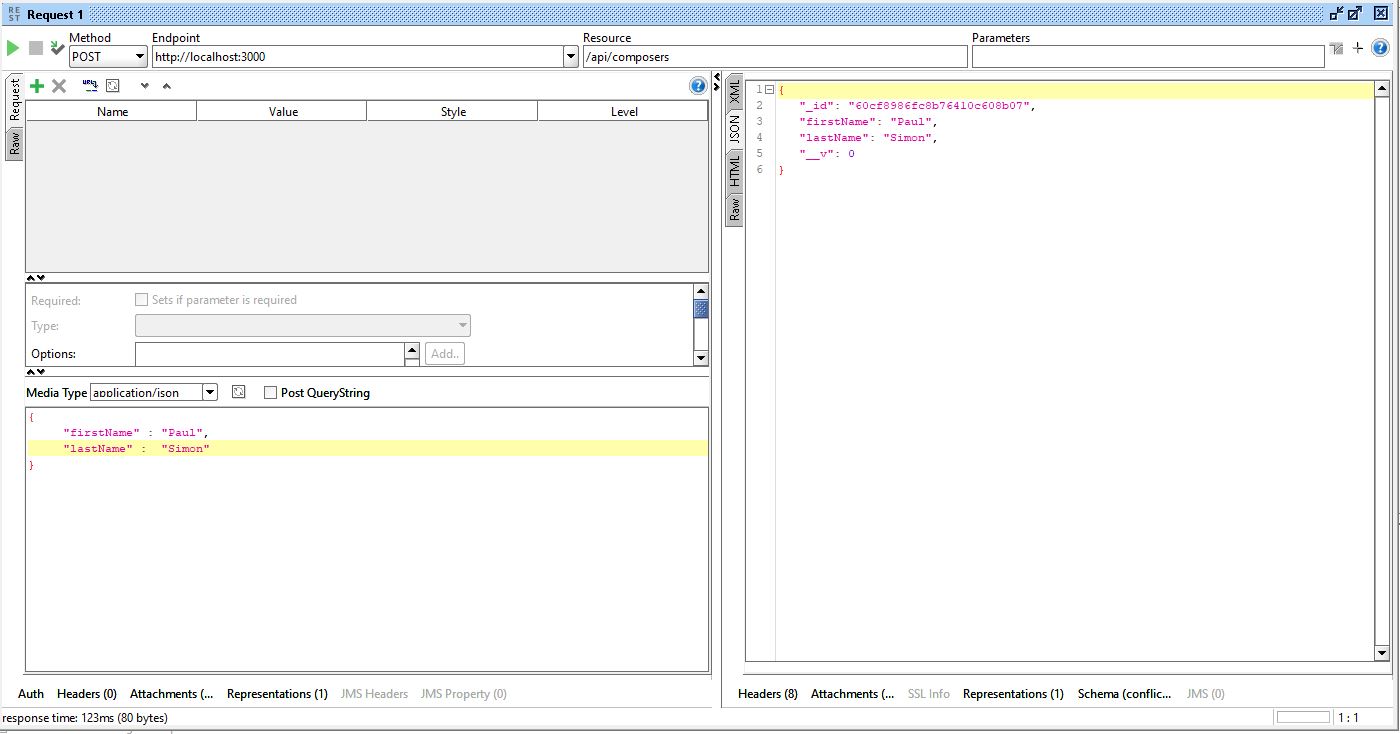 RE
ST
Request 1
Method
Endpoint
Resource
Parameters
POST
http://localhost:3000
/api/composers
Request
Raw
Name Value Style Level
Required:
Sets if parameter is required
Type:
Options:
Add..
Media Type
application/json
Post QueryString
{
"firstName" : "Paul",
"lastName" : "Simon"
}
Auth Headers (0) Attachments (... Representations (1) JMS Headers JMS Property (0)
XML
JSON
HTML
Raw
1 {
2 "_id": "60cf8986fc8b76410c608b07",
3 "firstName": "Paul",
4 "lastName": "Simon",
5 "__v": 0
6 }
Headers (8) Attachments (... SSL Info Representations (1) Schema (conflic... JMS (0)
response time: 123ms (80 bytes)
1 : 1